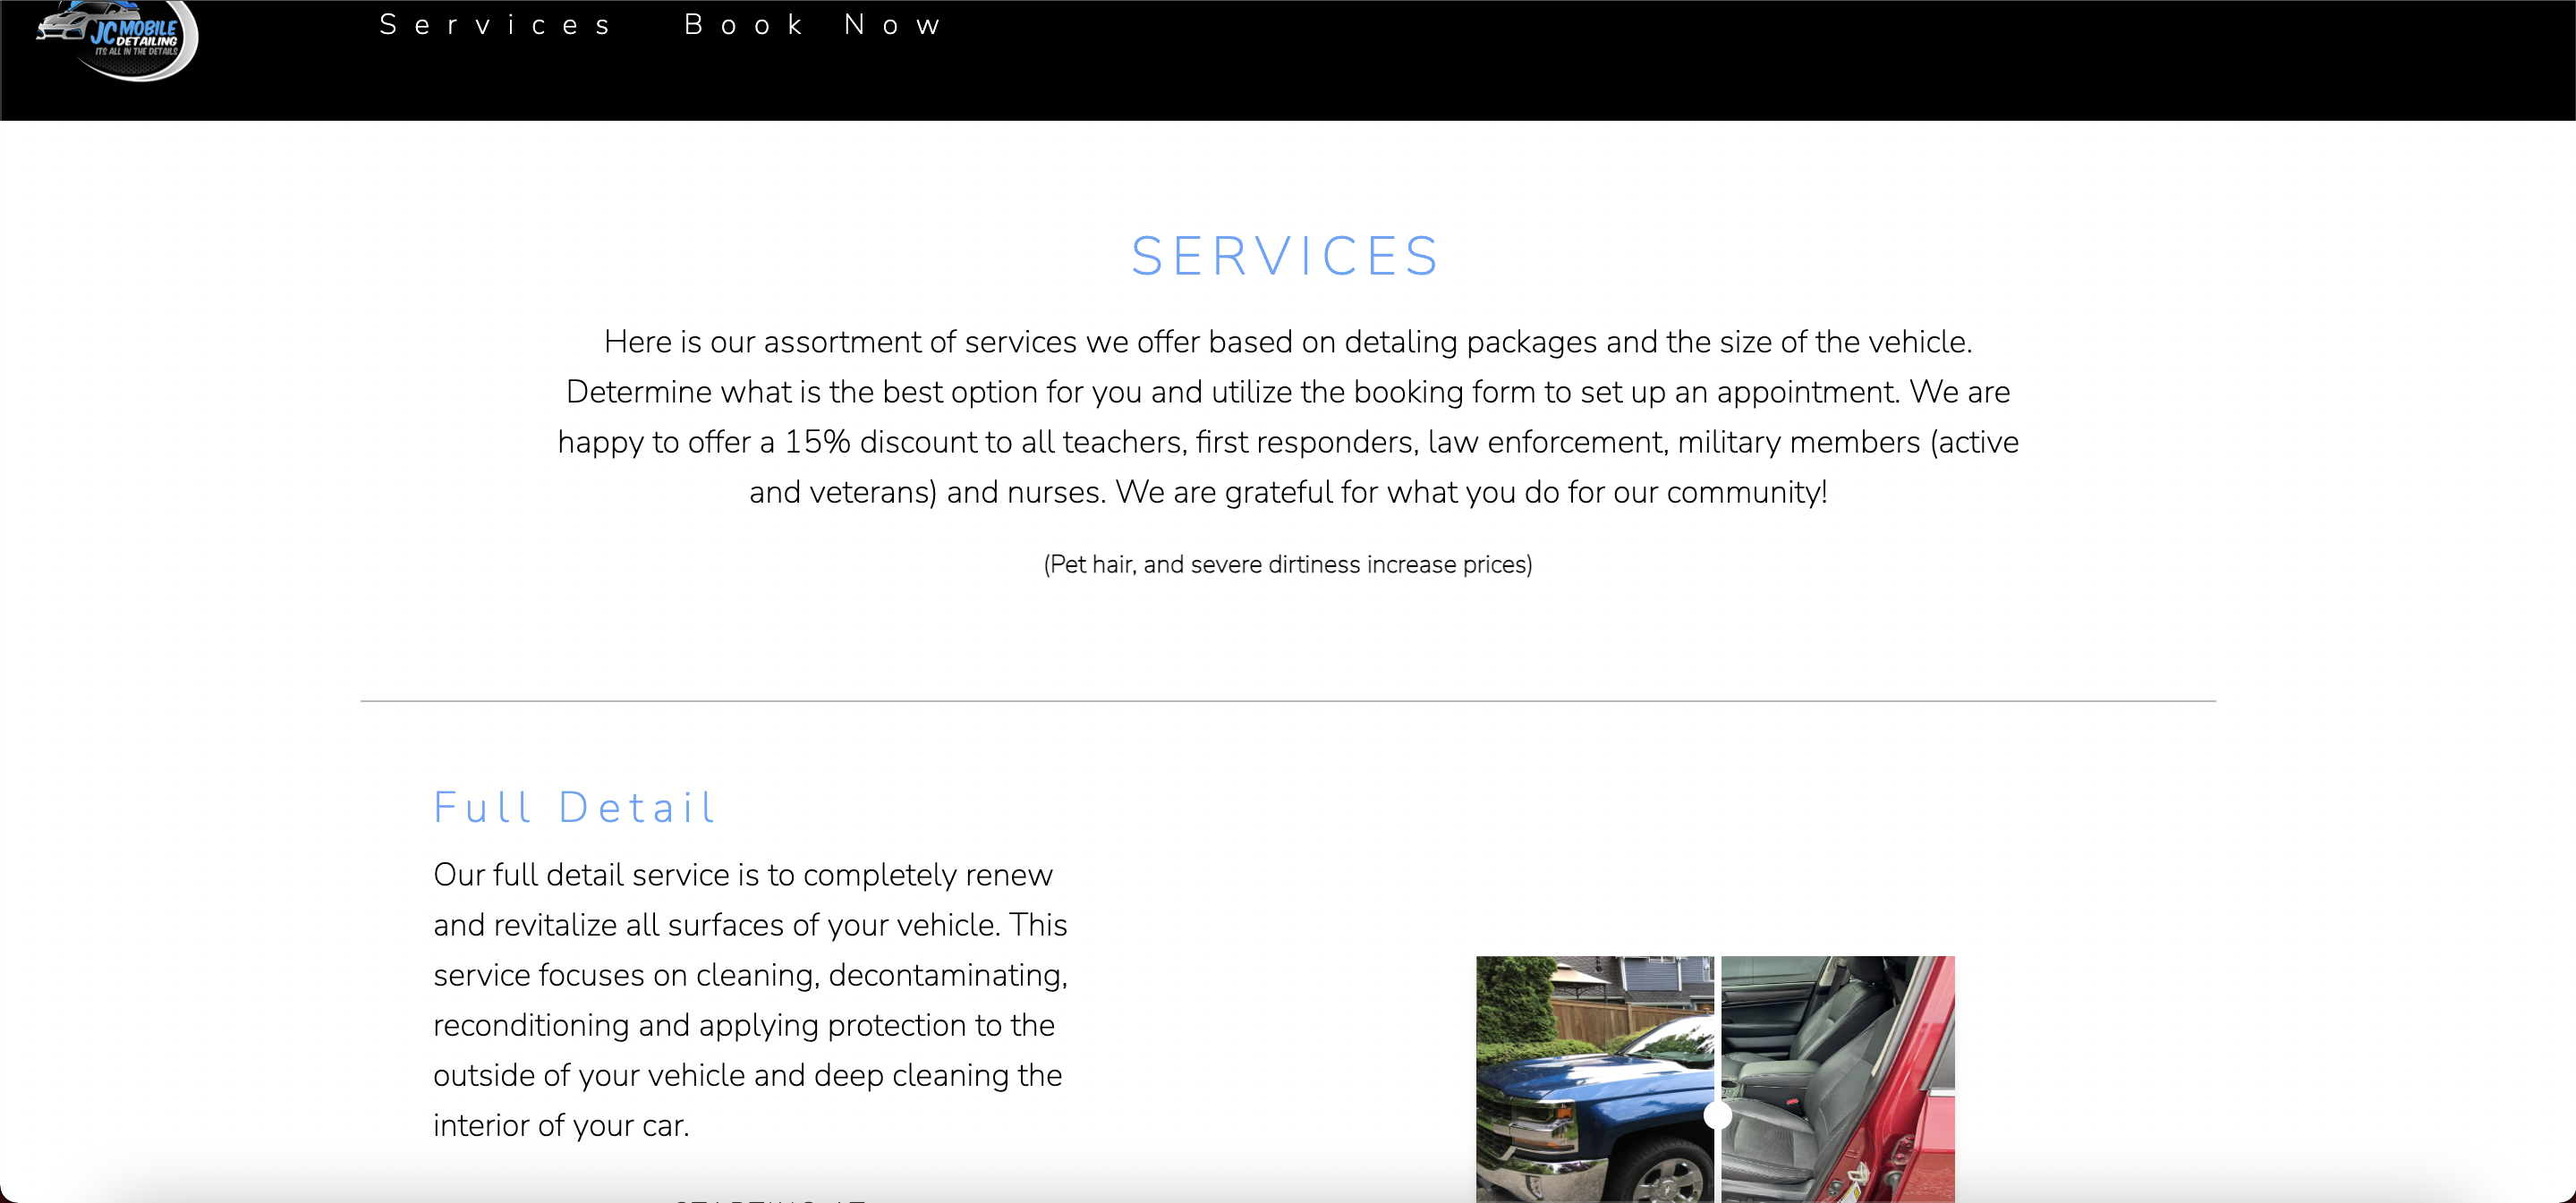 JC MOBILE
DETAILING
ITS ALL IN THE DETAILS
Services Book Now
SERVICES
Here is our assortment of services we offer based on detaling packages and the size of the vehicle.
Determine what is the best option for you and utilize the booking form to set up an appointment. We are
happy to offer a 15% discount to all teachers, first responders, law enforcement, military members (active
and veterans) and nurses. We are grateful for what you do for our community!
(Pet hair, and severe dirtiness increase prices)
Full Detail
Our full detail service is to completely renew
and revitalize all surfaces of your vehicle. This
service focuses on cleaning, decontaminating,
reconditioning and applying protection to the
outside of your vehicle and deep cleaning the
interior of your car.